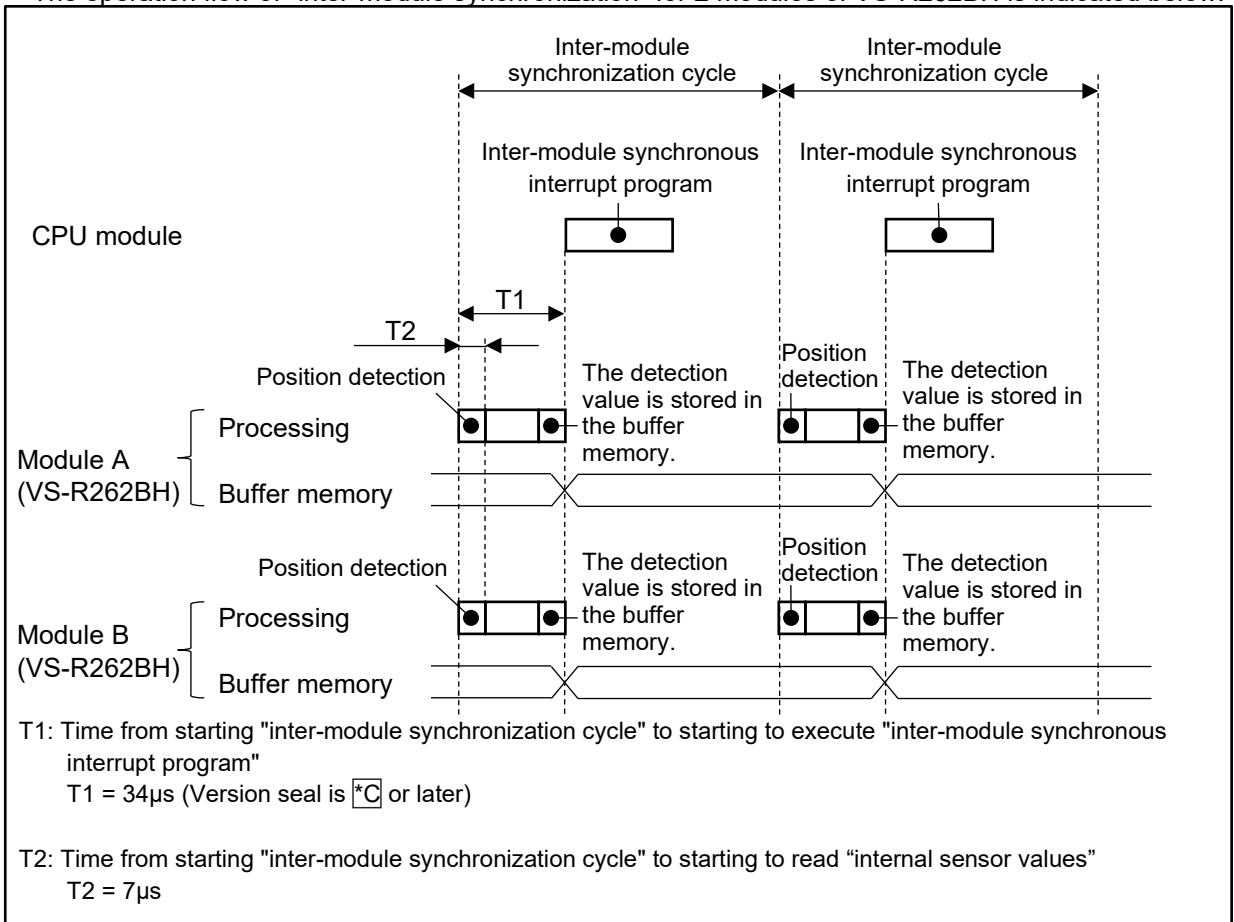 The operation flow of "inter-module synchronization" for 2 modules of VS-R262BH is indicated below.
Inter-module
synchronization cycle
Inter-module
synchronization cycle
Inter-module synchronous
interrupt program
Inter-module synchronous
interrupt program
CPU module
T1
T2
Position detection
The detection
value is stored in
the buffer
memory.
Position
detection
The detection
value is stored in
the buffer
memory.
Module A
(VS-R262BH)
Processing
Buffer memory
Position detection
The detection
value is stored in
the buffer
memory.
Position
detection
The detection
value is stored in
the buffer
memory.
Module B
(VS-R262BH)
Processing
Buffer memory
T1: Time from starting "inter-module synchronization cycle" to starting to execute "inter-module synchronous
interrupt program"
T1 = 34µs (Version seal is *C or later)
T2: Time from starting "inter-module synchronization cycle" to starting to read “internal sensor values”
T2 = 7µs